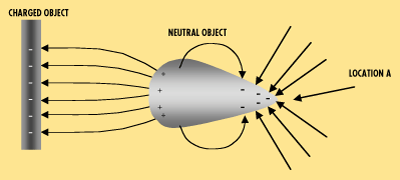 CHARGED OBJECT
NEUTRAL OBJECT
LOCATION A
- + -
- + - -
- + - -
- + -
-
-